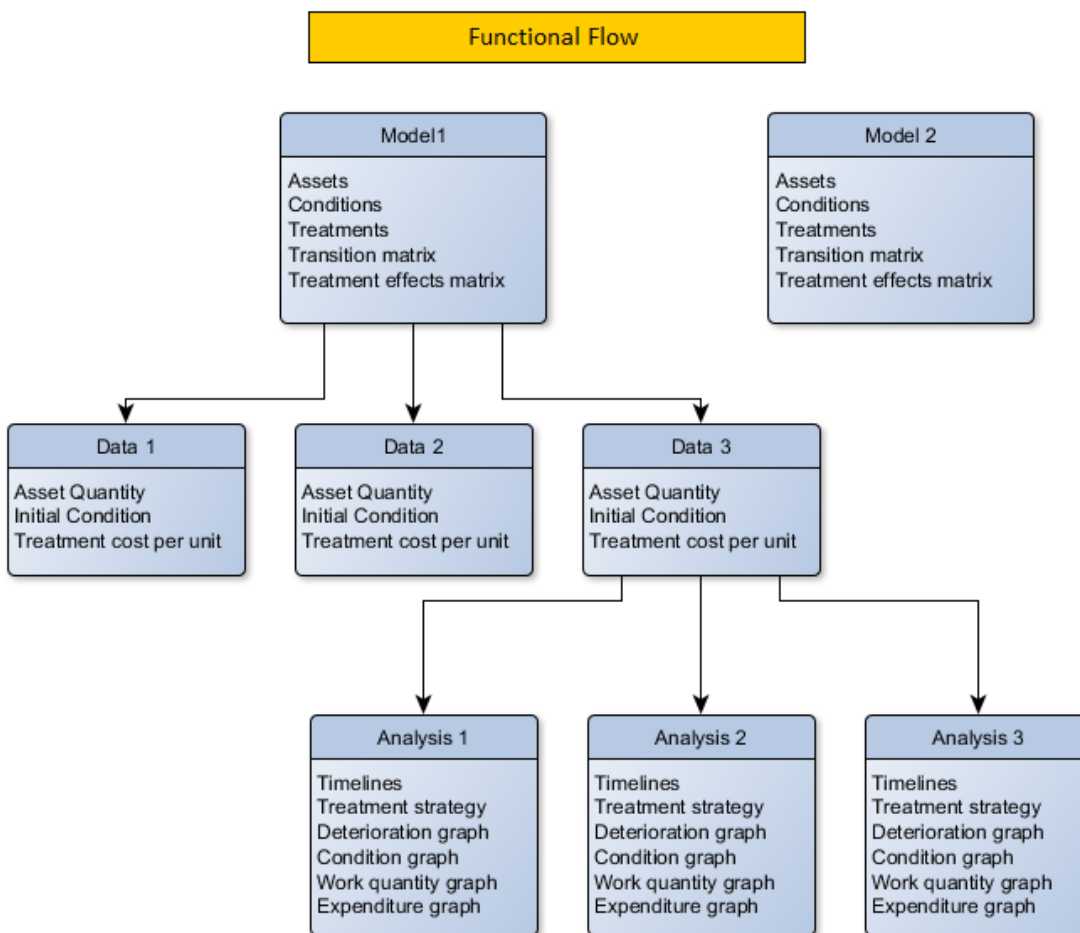 Functional Flow
Model1
Assets
Conditions
Treatments
Transition matrix
Treatment effects matrix
Model 2
Assets
Conditions
Treatments
Transition matrix
Treatment effects matrix
Data 1
Asset Quantity
Initial Condition
Treatment cost per unit
Data 2
Asset Quantity
Initial Condition
Treatment cost per unit
Data 3
Asset Quantity
Initial Condition
Treatment cost per unit
Analysis 1
Timelines
Treatment strategy
Deterioration graph
Condition graph
Work quantity graph
Expenditure graph
Analysis 2
Timelines
Treatment strategy
Deterioration graph
Condition graph
Work quantity graph
Expenditure graph
Analysis 3
Timelines
Treatment strategy
Deterioration graph
Condition graph
Work quantity graph
Expenditure graph